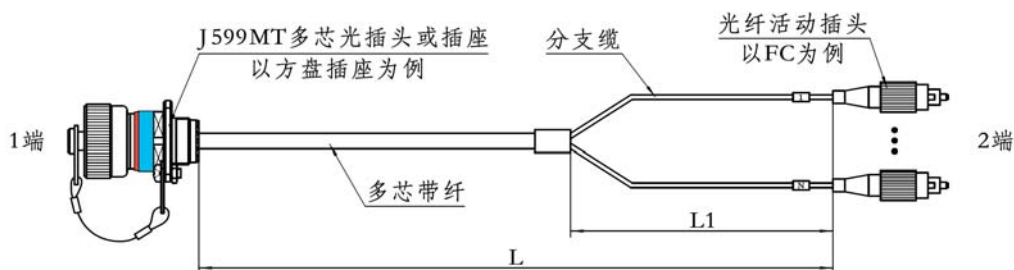 J599MT多芯光插头或插座
以方盘插座为例
分支缆
光纤活动插头
以FC为例
1端
1
2端
多芯带纤
N
L1
L